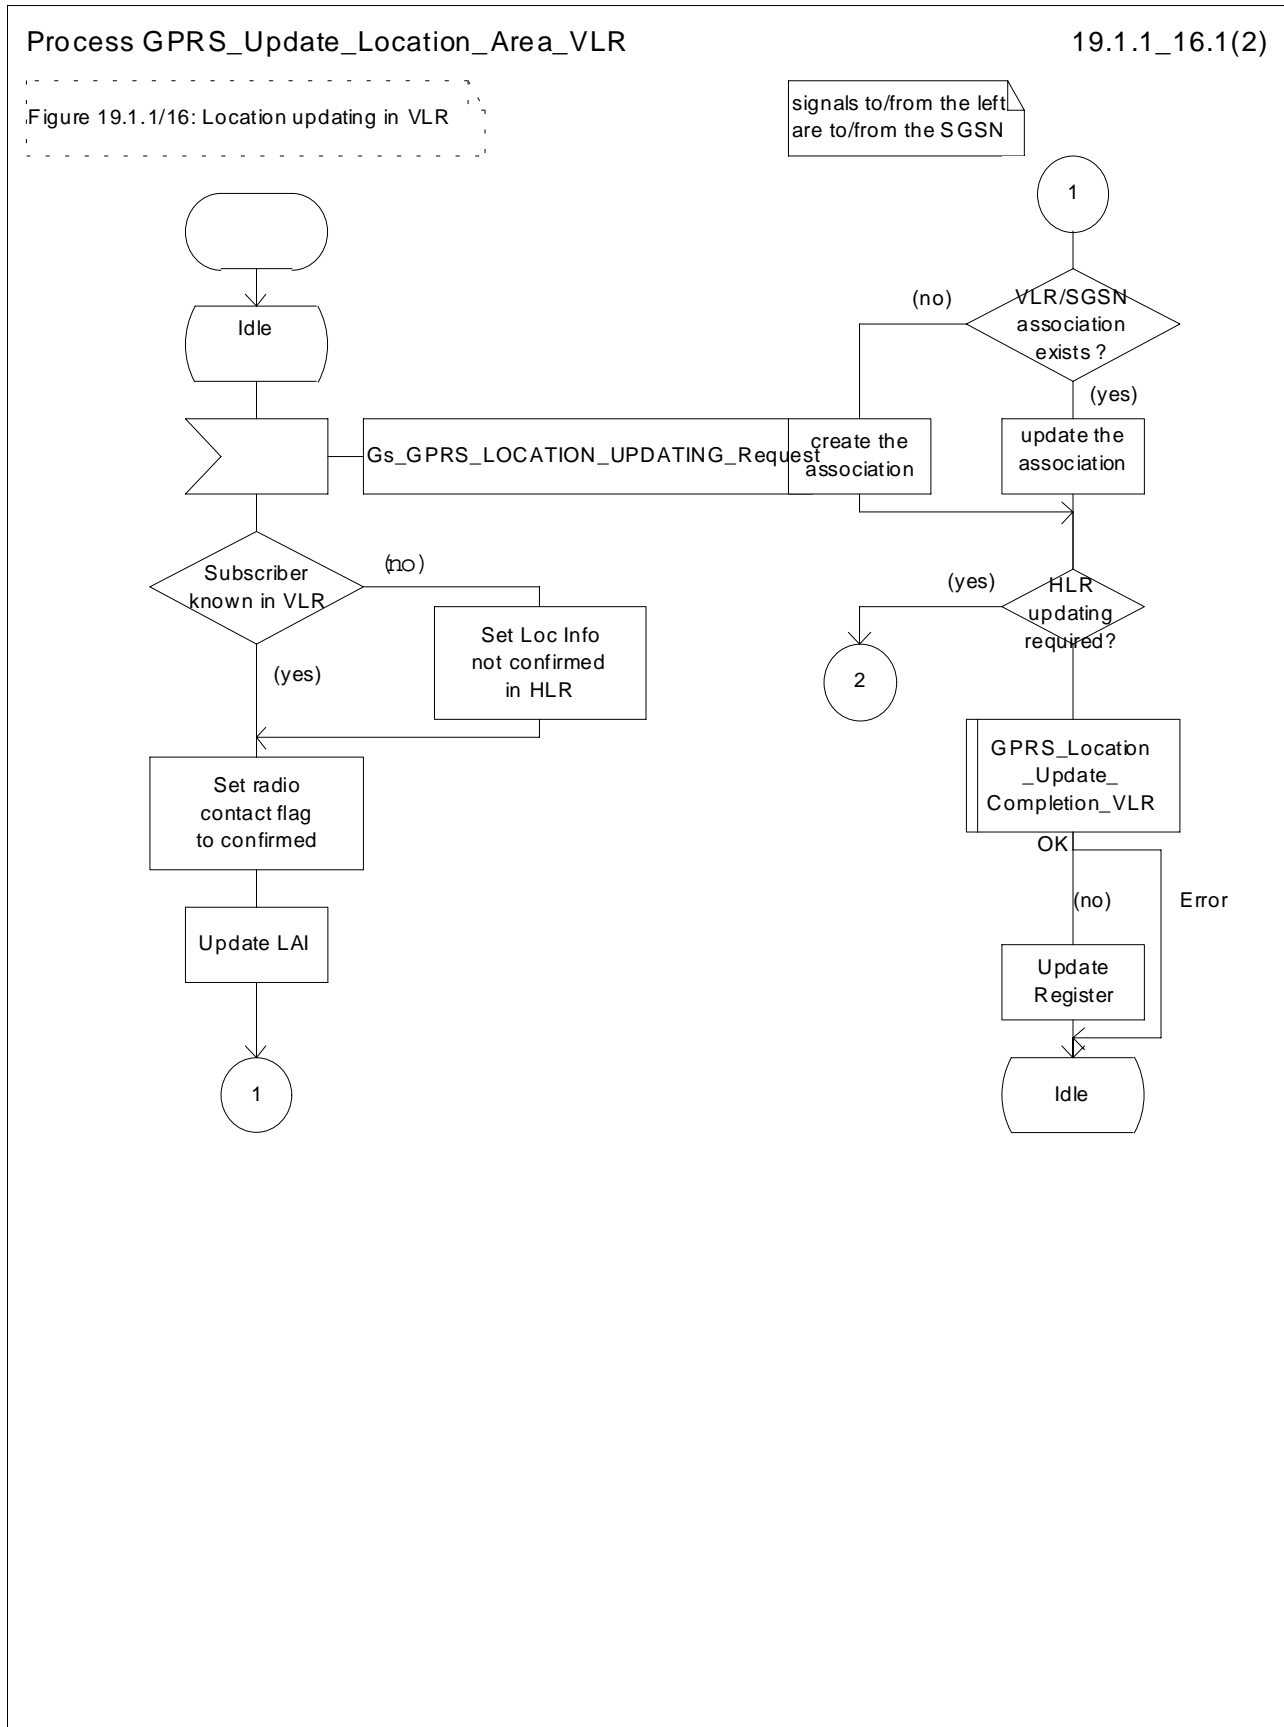 Process GPRS_Update_Location_Area_VLR
19.1.1_16.1(2)
Figure 19.1.1/16: Location updating in VLR
signals to/from the left
are to/from the SGSN
Idle
Gs_GPRS_LOCATION_UPDATING_Request
Subscriber
known in VLR
(no)
(yes)
Set Loc Info
not confirmed
in HLR
Set radio
contact flag
to confirmed
Update LAI
1
1
VLR/SGSN
association
exists ?
(no)
(yes)
create the
association
update the
association
HLR
updating
required?
(yes)
2
GPRS_Location
_Update_
Completion_VLR
OK
(no)
Error
Update
Register
Idle